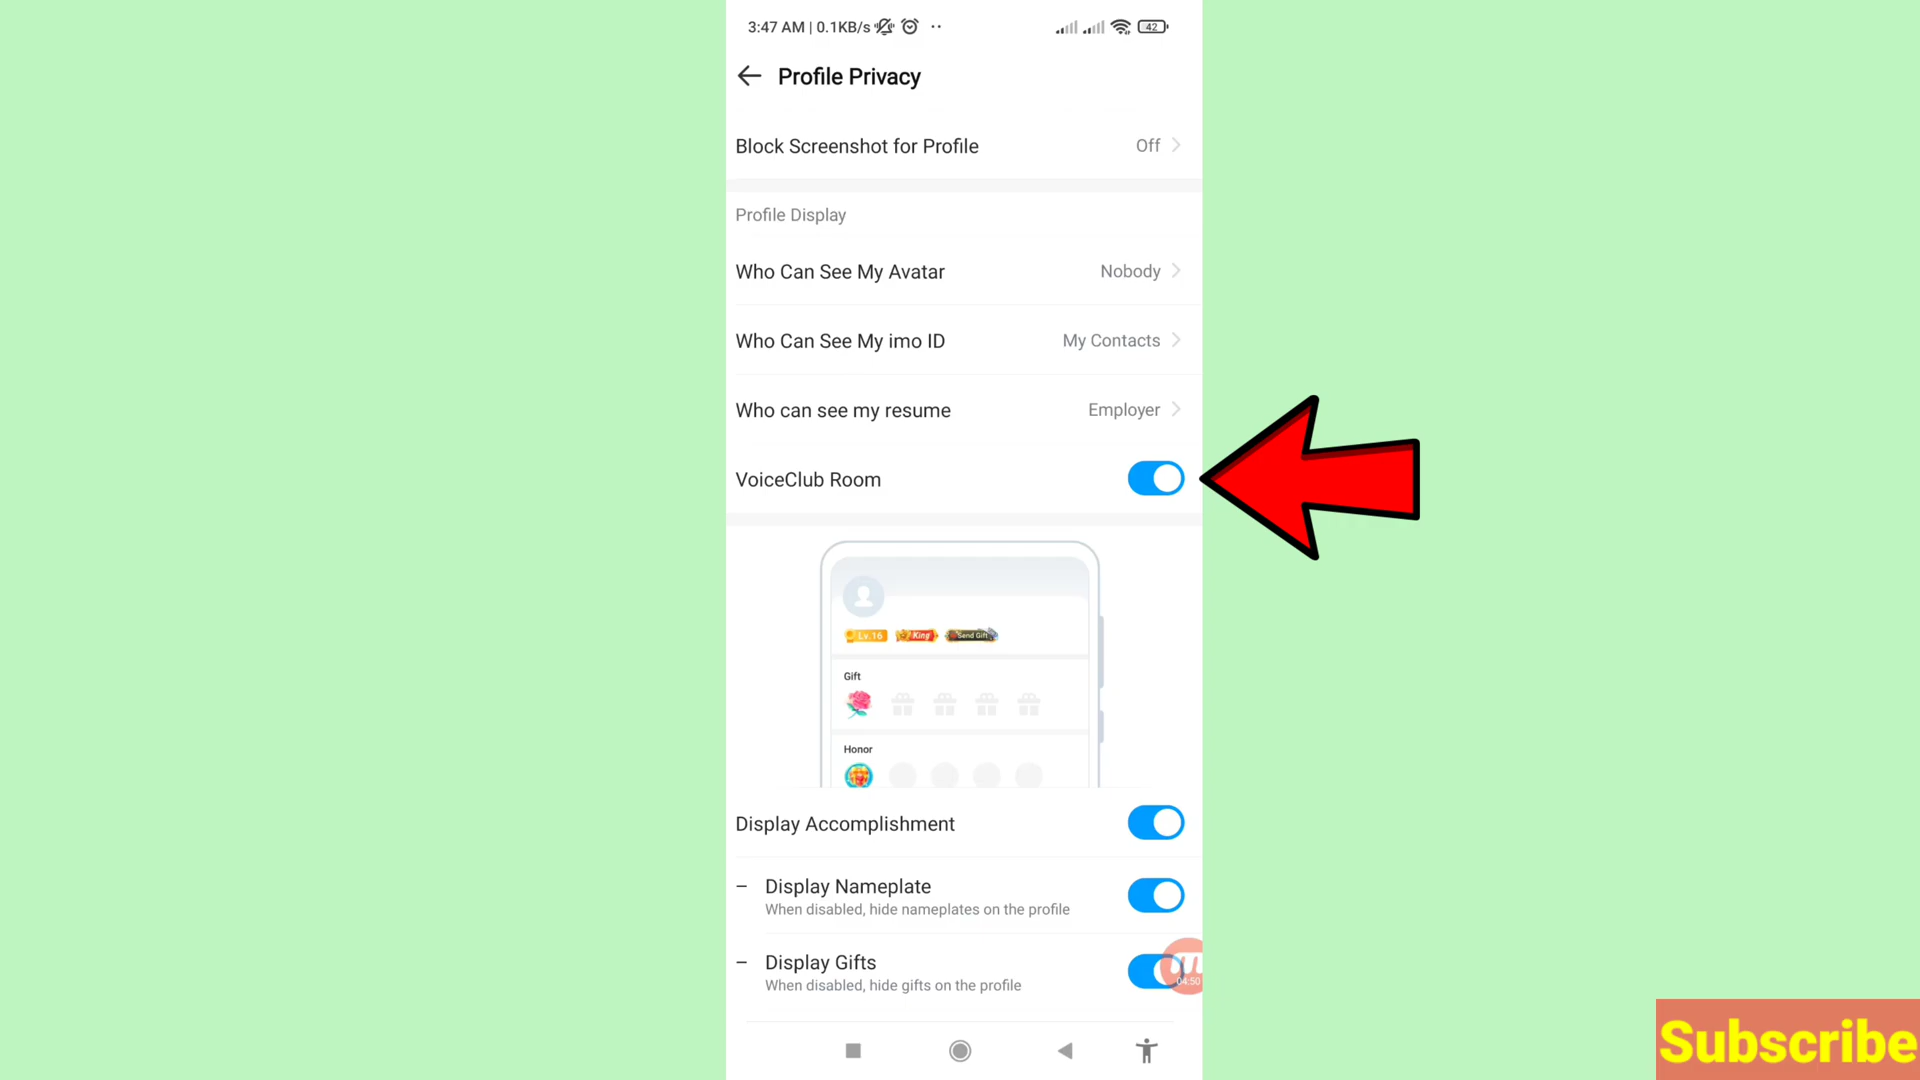 3:47 AM | 0.1KB/s
42
Profile Privacy
Block Screenshot for Profile Off
Profile Display
Who Can See My Avatar Nobody
Who Can See My imo ID My Contacts
Who can see my resume Employer
VoiceClub Room
Lv.16 King Send Gift
Gift
Honor
Display Accomplishment
Display Nameplate
When disabled, hide nameplates on the profile
Display Gifts
When disabled, hide gifts on the profile
04:50
Subscribe